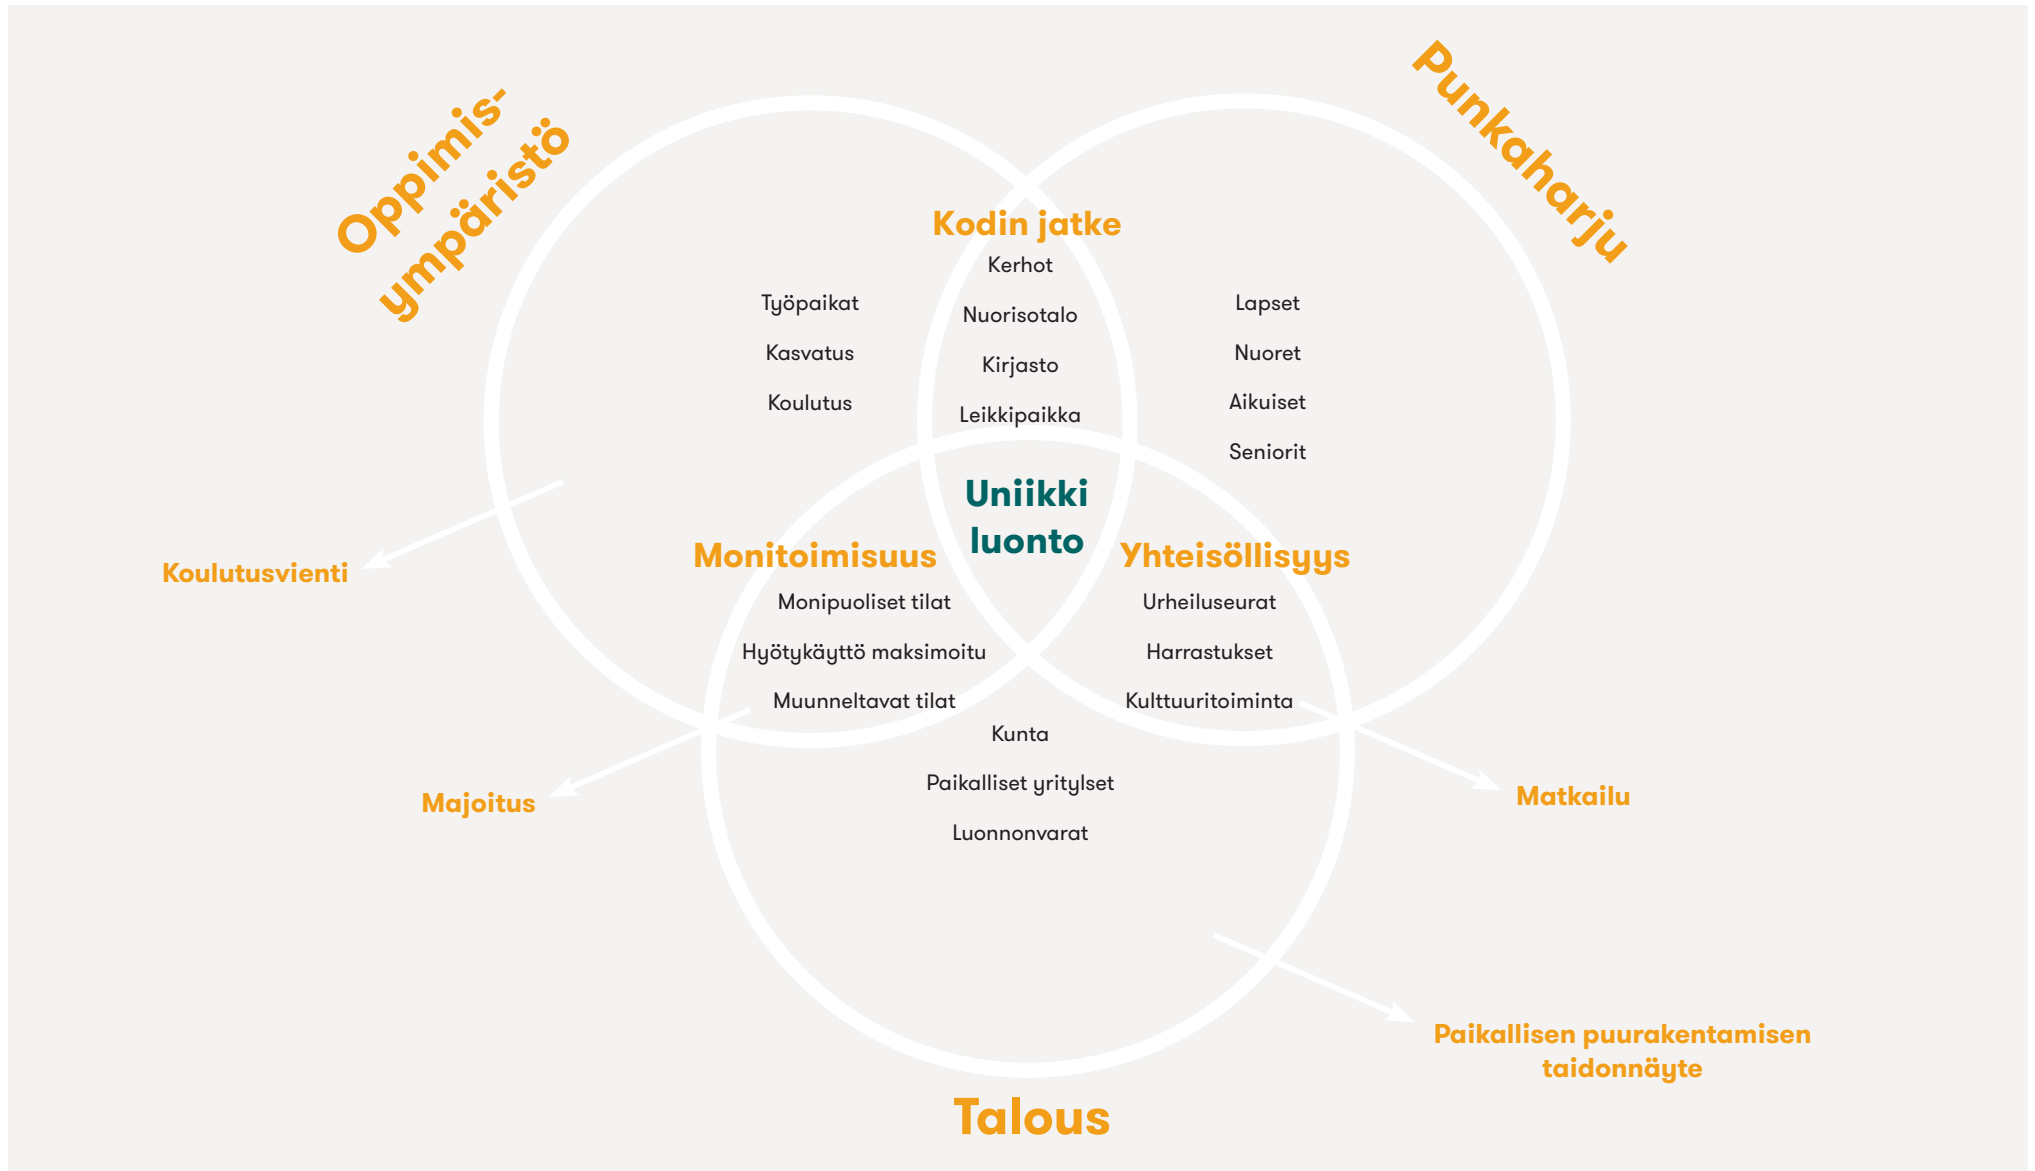 Oppimis-
ympäristö
Punkaharju
Kodin jatke
Kerhot
Nuorisotalo
Kirjasto
Leikkipaikka
Työpaikat
Kasvatus
Koulutus
Lapset
Nuoret
Aikuiset
Seniorit
Uniikki
luonto
Monitoimisuus
Monipuoliset tilat
Hyötykäyttö maksimoitu
Muunneltavat tilat
Yhteisöllisyys
Urheiluseurat
Harrastukset
Kulttuuritoiminta
Kunta
Paikalliset yritylset
Luonnonvarat
Koulutusvienti
Majoitus
Matkailu
Paikallisen puurakentamisen
taidonnäyte
Talous